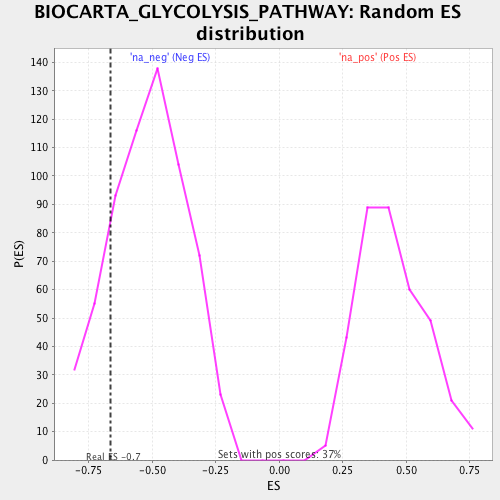 BIOCARTA_GLYCOLYSIS_PATHWAY: Random ES
distribution
'na_neg' (Neg ES) 'na_pos' (Pos ES)
140
130
120
110
100
90
80
70
60
50
40
30
20
10
0
P(ES)
Real ES -0.7 Sets with pos scores: 37%
-0.75 -0.50 -0.25 0.00 0.25 0.50 0.75
ES